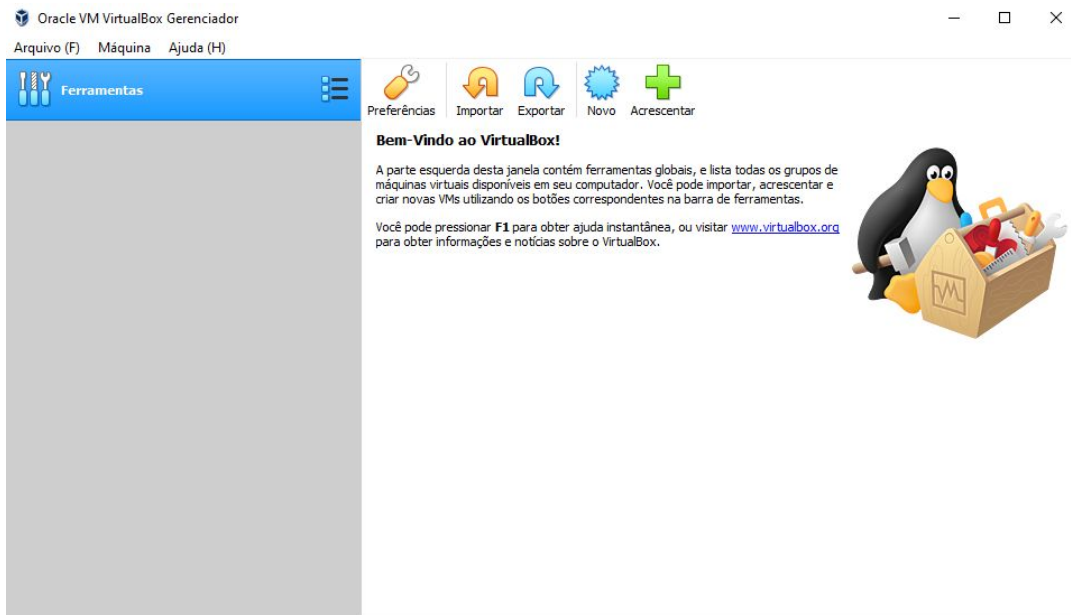 Oracle VM VirtualBox Gerenciador
Arquivo (F) Máquina Ajuda (H)
Ferramentas
Preferências Importar Exportar Novo Acrescentar
Bem-Vindo ao VirtualBox!
A parte esquerda desta janela contém ferramentas globais, e lista todas os grupos de
máquinas virtuais disponíveis em seu computador. Você pode importar, acrescentar e
criar novas VMs utilizando os botões correspondentes na barra de ferramentas.
Você pode pressionar F1 para obter ajuda instantânea, ou visitar www.virtualbox.org
para obter informações e notícias sobre o VirtualBox.